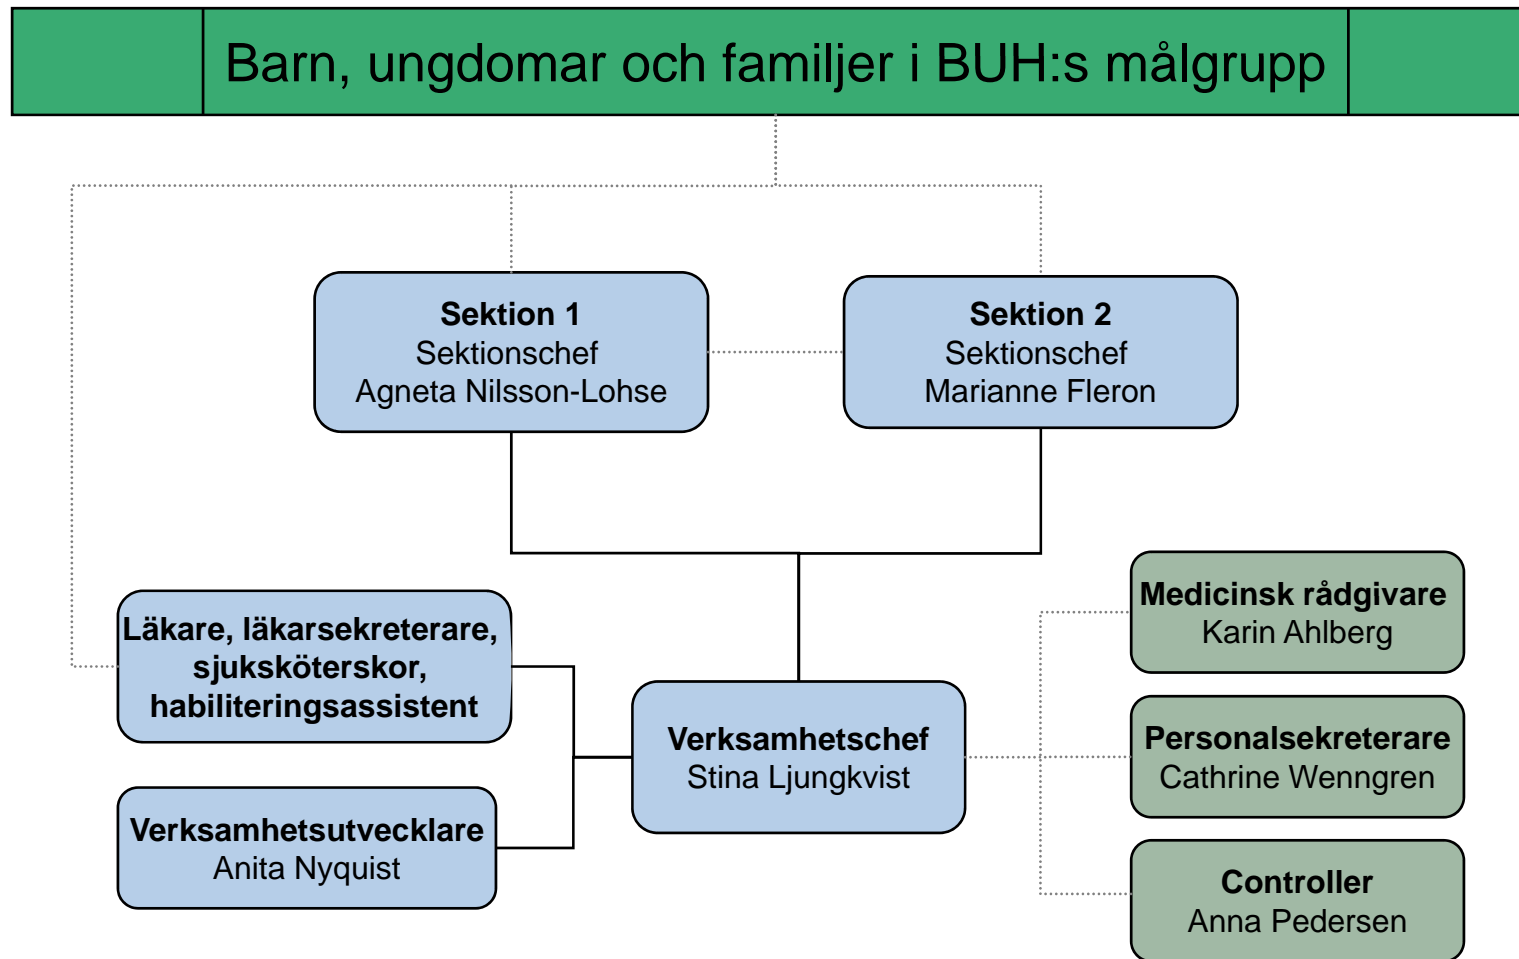 Barn, ungdomar och familjer i BUH:s målgrupp
Sektion 1
Sektionschef
Agneta Nilsson-Lohse
Sektion 2
Sektionschef
Marianne Fleron
Läkare, läkarsekreterare,
sjuksköterskor,
habiliteringsassistent
Verksamhetsutvecklare
Anita Nyquist
Verksamhetschef
Stina Ljungkvist
Medicinsk rådgivare
Karin Ahlberg
Personalsekreterare
Cathrine Wenngren
Controller
Anna Pedersen